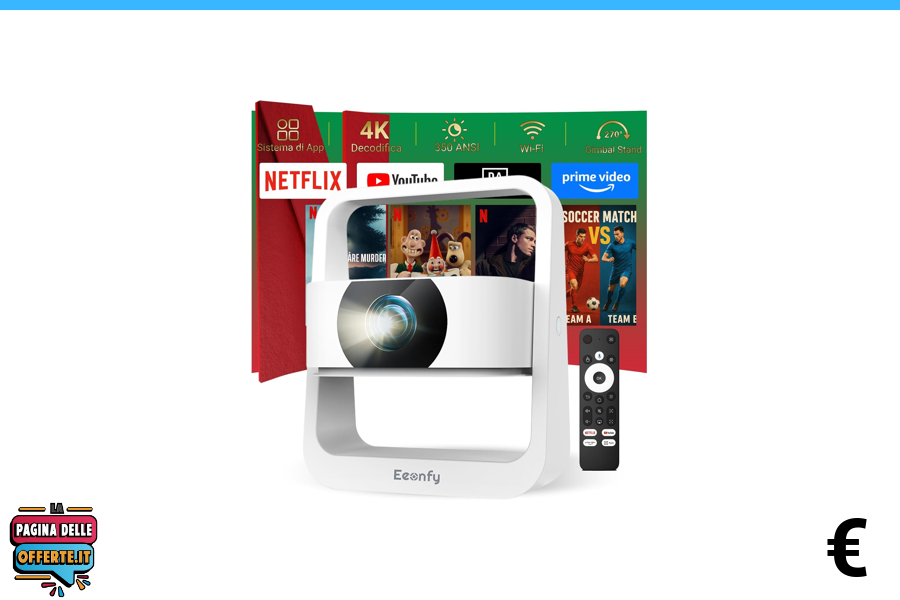 Sistema di App
4K
Decodifica
350 ANSI
Wi-Fi
270°
Gimbal Stand
NETFLIX
YouTube
prime video
SOCCER MATCH
VS
ARE MURDER
TEAM A
TEAM B
Eeonfy
LA
PAGINA DELLE
OFFERTE.IT
€